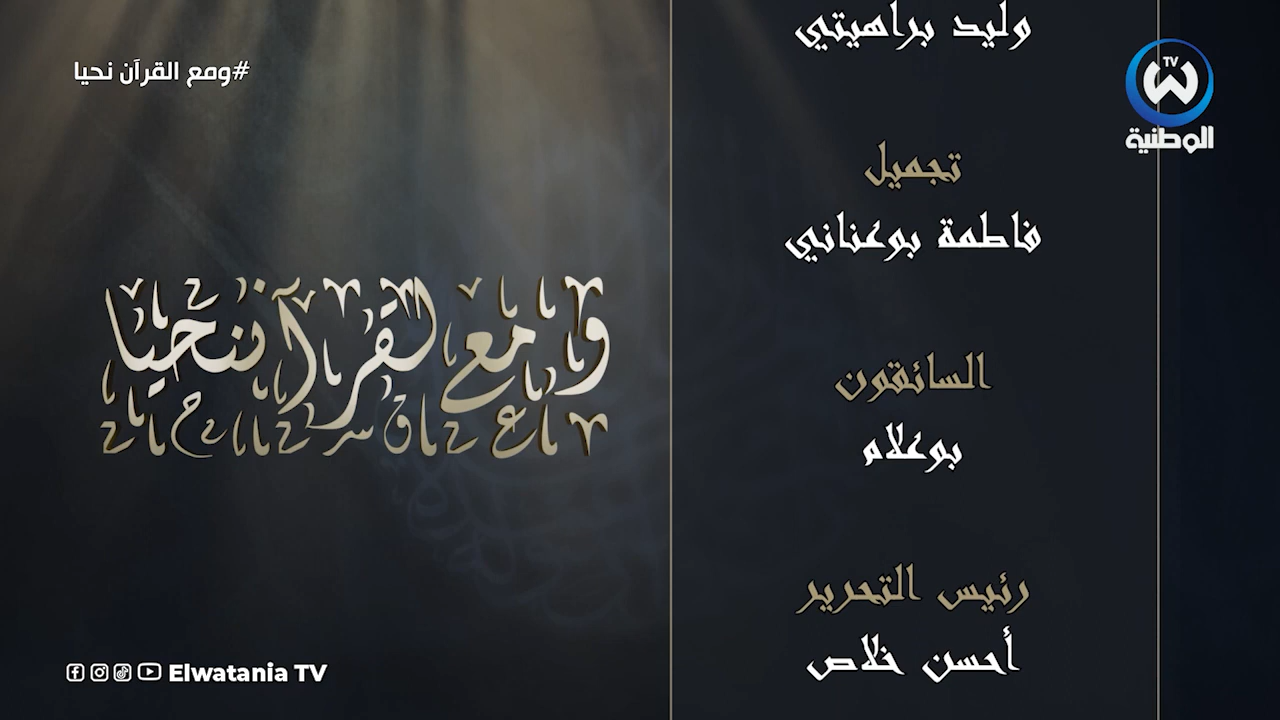 #ومع القرآن نحيا
وليد براهيتي
TV
الوطنية
تجميل
فاطمة بوعناني
ومع القرآن نحيا
السائقون
بوعلام
رئيس التحرير
أحسن خلاص
Elwatania TV